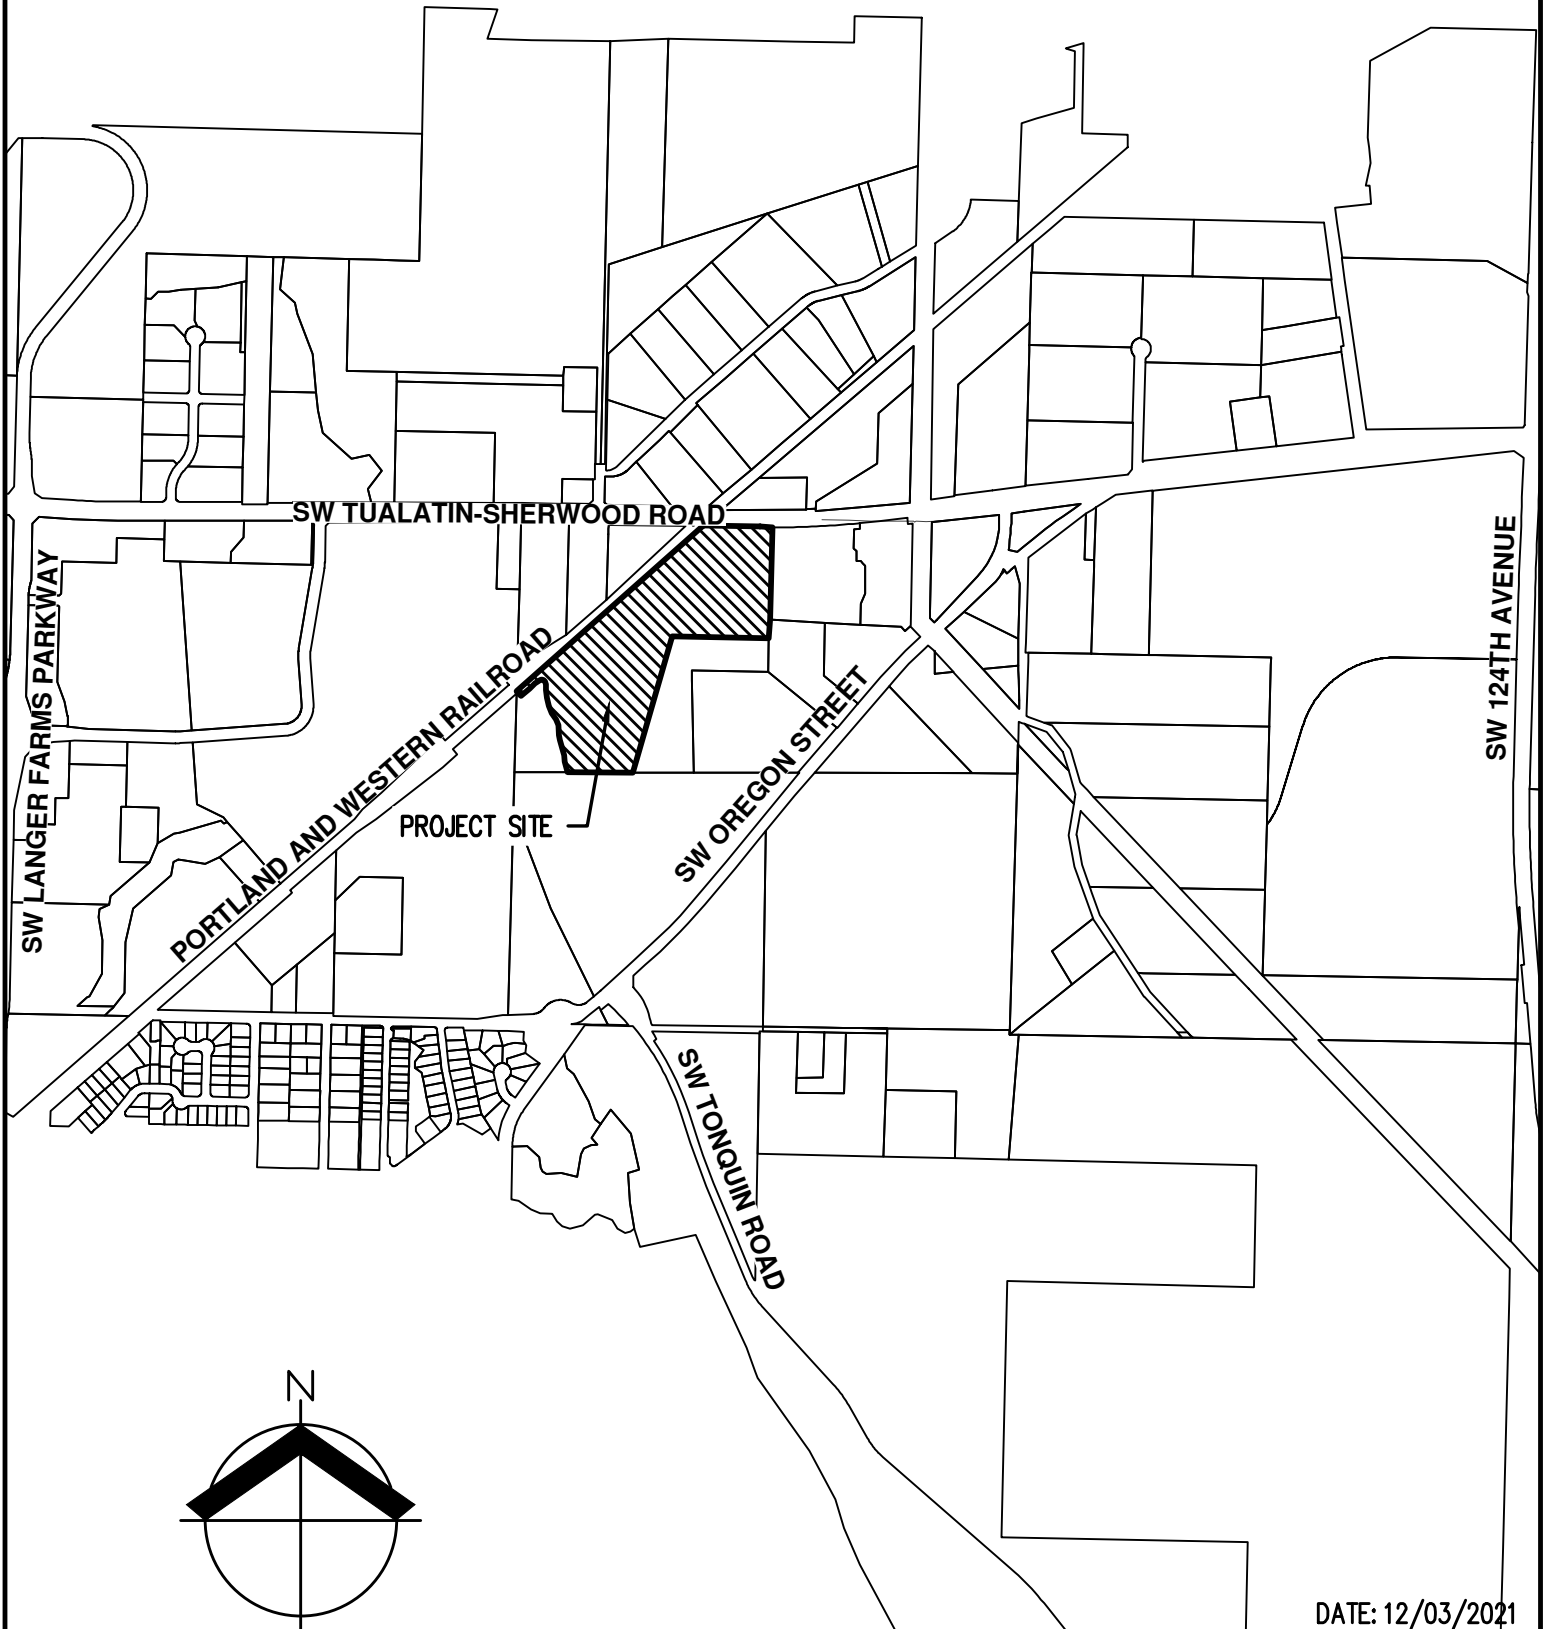 SW TUALATIN-SHERWOOD ROAD
SW LANGER FARMS PARKWAY
SW 124TH AVENUE
PORTLAND AND WESTERN RAILROAD
SW OREGON STREET
PROJECT SITE
SW TONQUIN ROAD
N
DATE: 12/03/2021